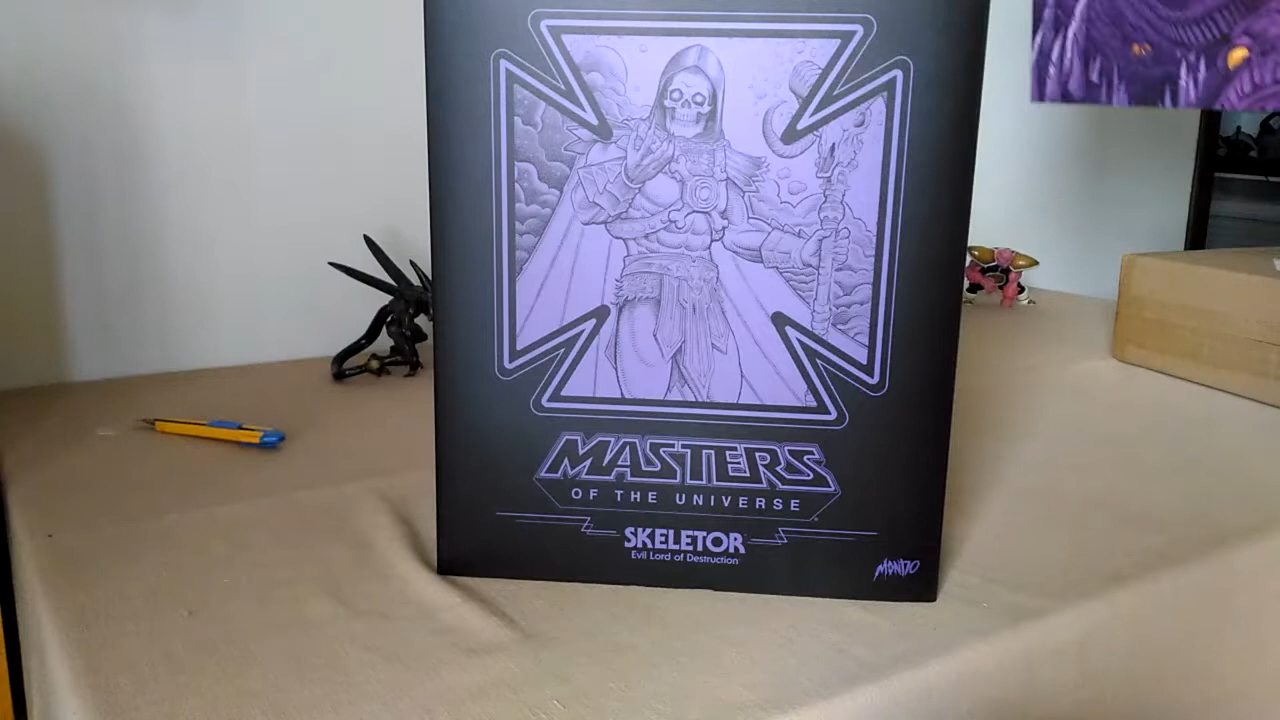 MASTERS
OF THE UNIVERSE
SKELETOR
Evil Lord of Destruction
MONDO